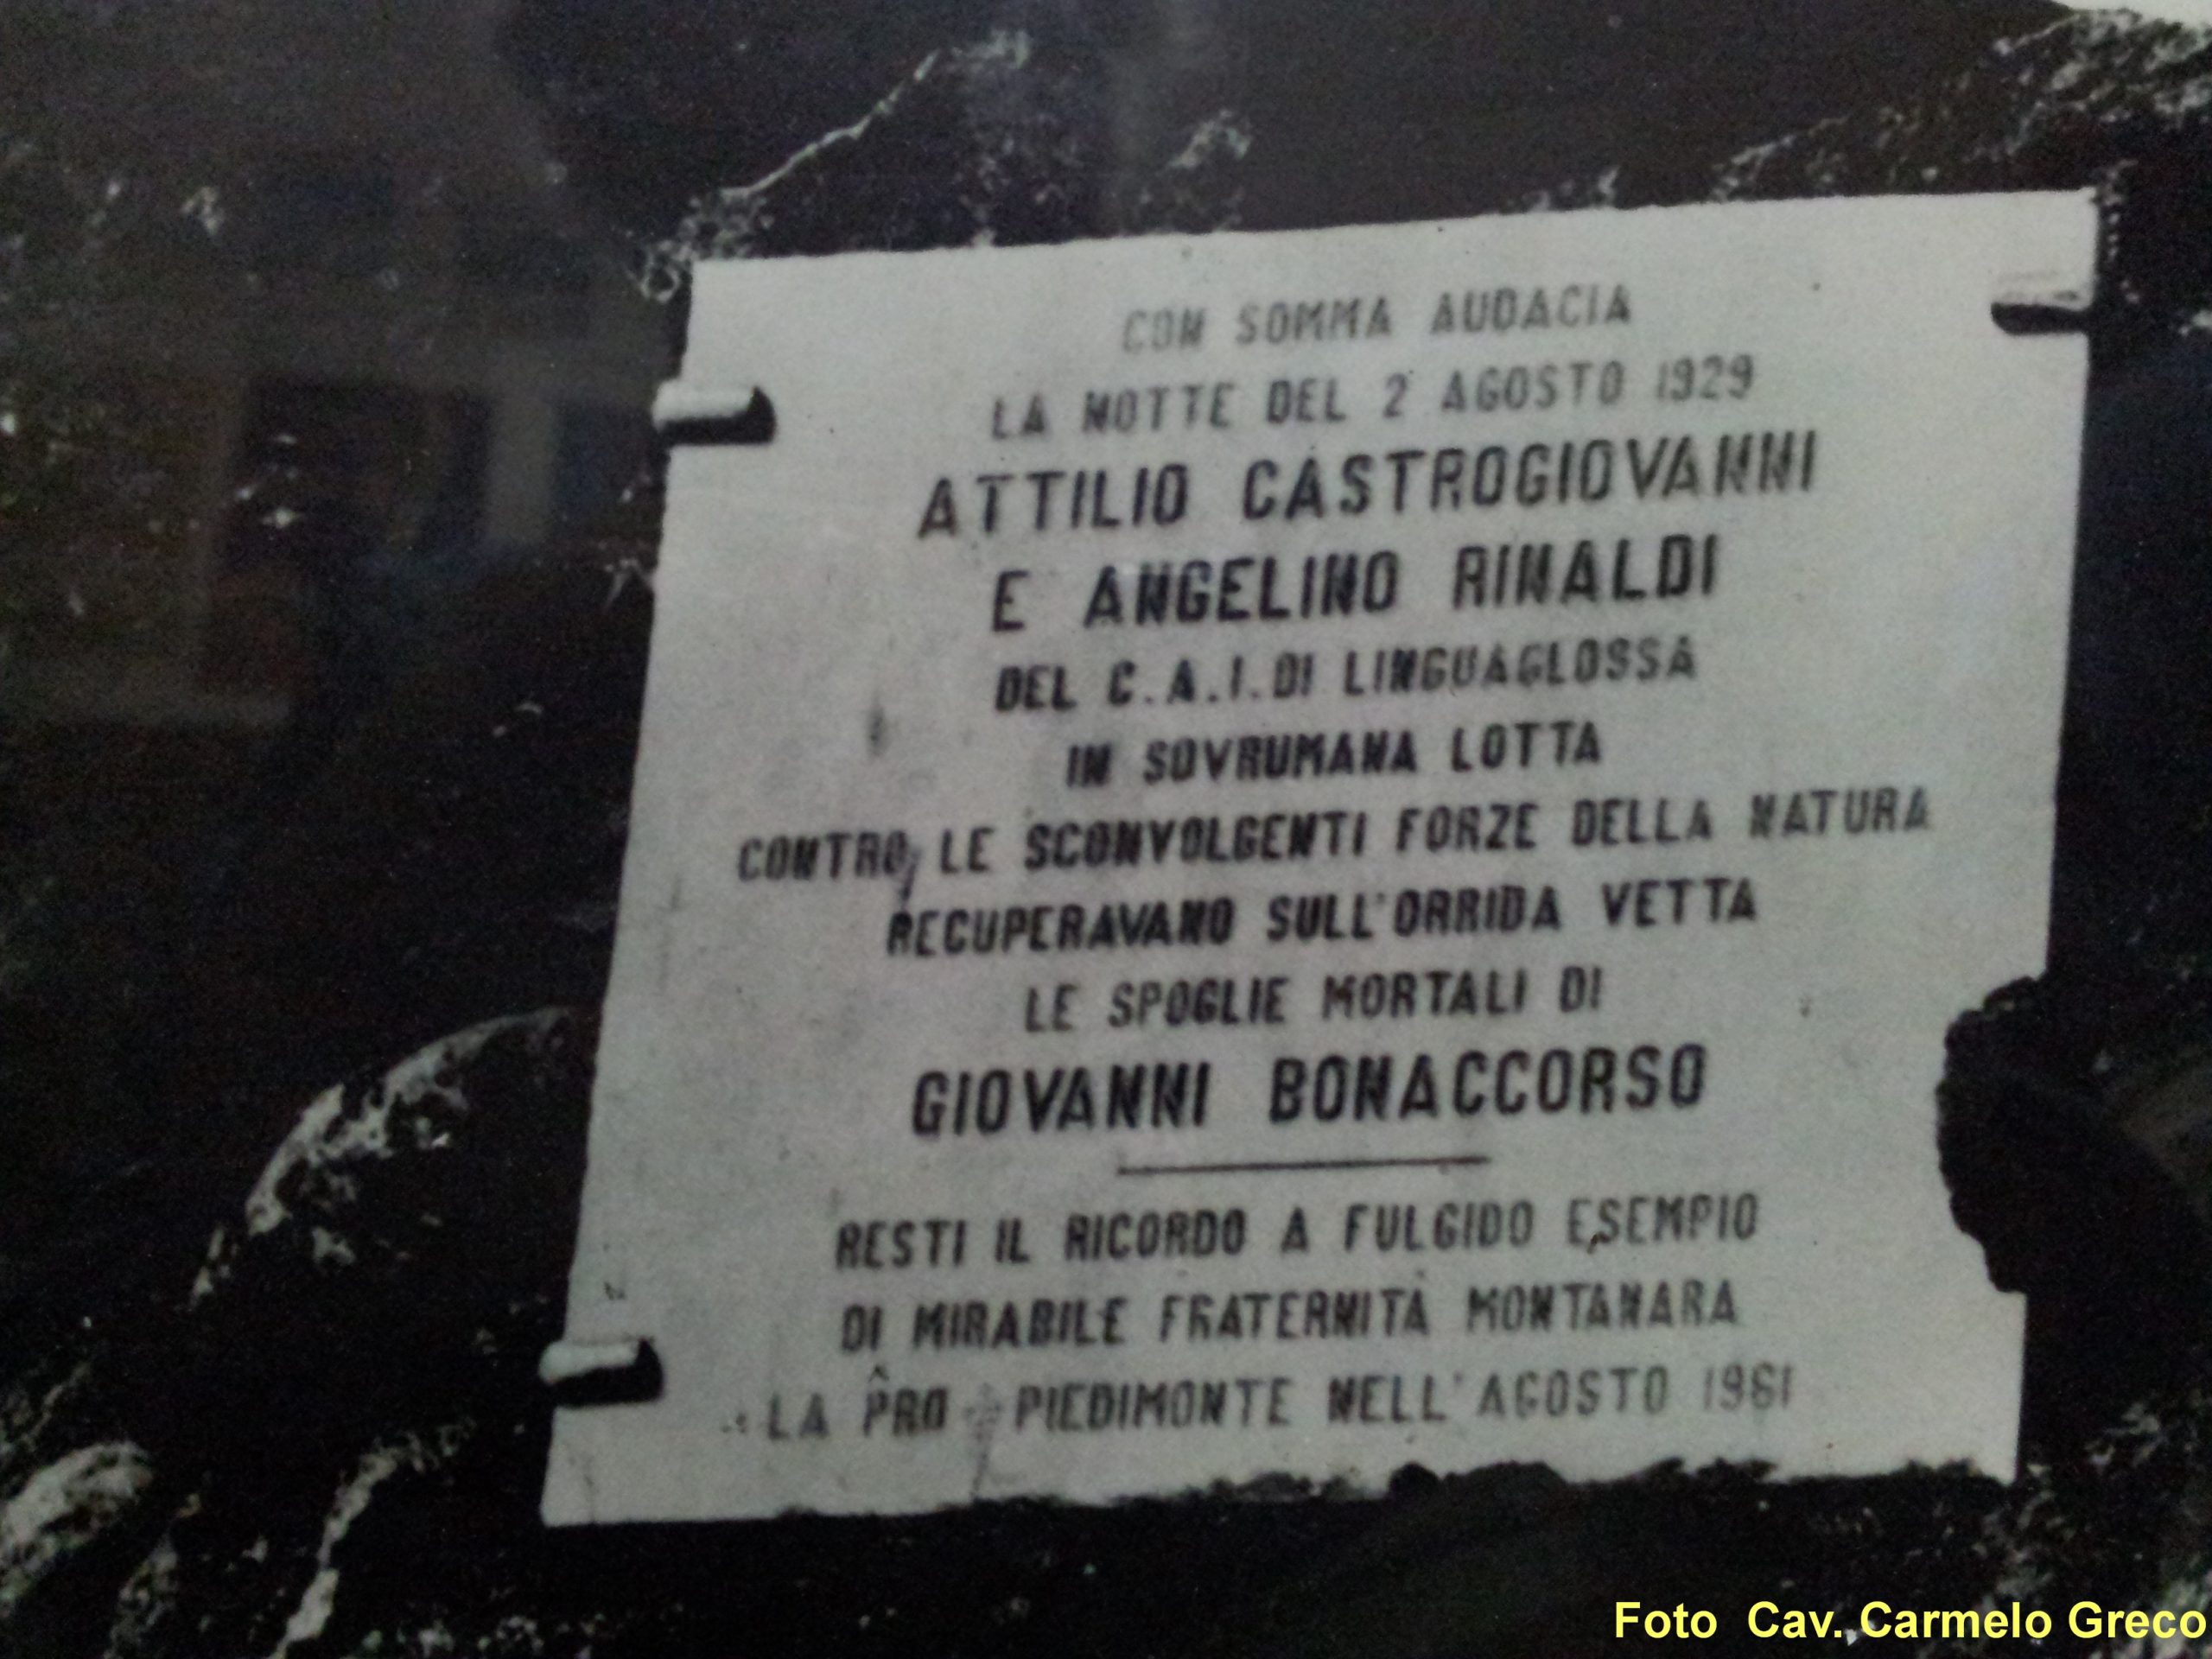 CON SOMMA AUDACIA
LA NOTTE DEL 2 AGOSTO 1929
ATTILIO CASTROGIOVANNI
E ANGELINO RINALDI
DEL C.A.I. DI LINGUAGLOSSA
IN SOVRUMANA LOTTA
CONTRO LE SCONVOLGENTI FORZE DELLA NATURA
RECUPERAVANO SULL'ORRIDA VETTA
LE SPOGLIE MORTALI DI
GIOVANNI BONACCORSO
RESTI IL RICORDO A FULGIDO ESEMPIO
DI MIRABILE FRATERNITÀ MONTANARA
LA PRO PIEDIMONTE NELL'AGOSTO 1961
Foto Cav. Carmelo Greco